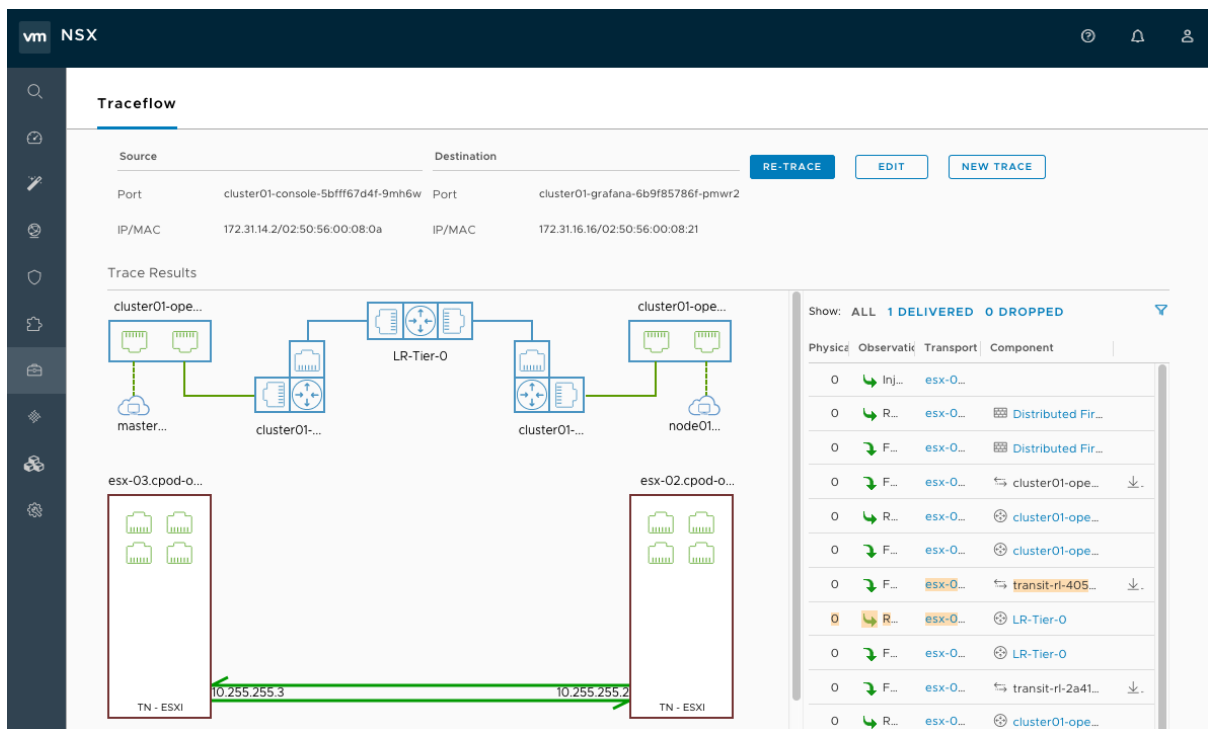 vm NSX
Traceflow
Source
Destination
RE-TRACE EDIT NEW TRACE
Port cluster01-console-5bfff67d4f-9mh6w Port cluster01-grafana-6b9f85786f-pmwr2
IP/MAC 172.31.14.2/02:50:56:00:08:0a IP/MAC 172.31.16.16/02:50:56:00:08:21
Trace Results
cluster01-ope...
cluster01-ope...
LR-Tier-0
master...
cluster01-...
cluster01-...
node01...
esx-03.cpod-o...
esx-02.cpod-o...
10.255.255.3
10.255.255.2
TN - ESXI
TN - ESXI
Show: ALL 1 DELIVERED 0 DROPPED
Physica Observatic Transport Component
0 Inj... esx-0...
0 R... esx-0... Distributed Fir...
0 F... esx-0... Distributed Fir...
0 F... esx-0... cluster01-ope...
0 R... esx-0... cluster01-ope...
0 F... esx-0... cluster01-ope...
0 F... esx-0... transit-rl-405...
0 R... esx-0... LR-Tier-0
0 F... esx-0... LR-Tier-0
0 F... esx-0... transit-rl-2a41...
0 R... esx-0... cluster01-ope...